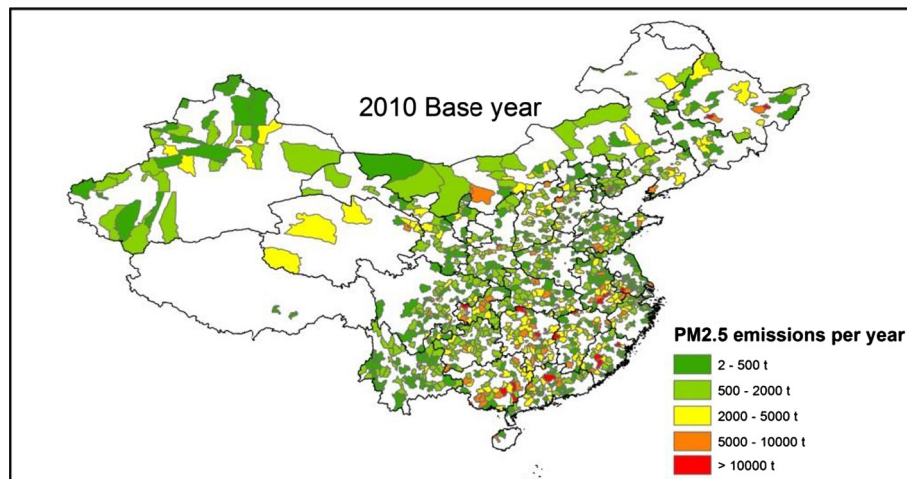 2010 Base year
PM2.5 emissions per year
2 - 500 t
500 - 2000 t
2000 - 5000 t
5000 - 10000 t
> 10000 t